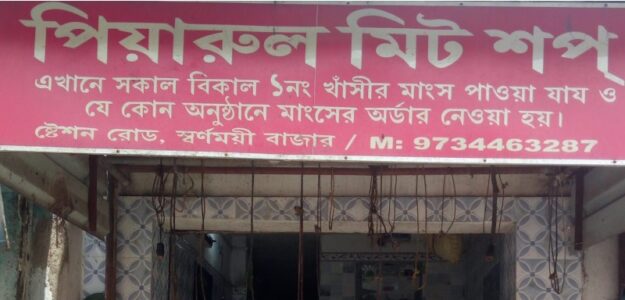 পিয়ারুল মিট শপ্
এখানে সকাল বিকাল ১নং খাঁসীর মাংস পাওয়া যায ও
যে কোন অনুষ্ঠানে মাংসের অর্ডার নেওয়া হয়।
ষ্টেশন রোড, স্বর্ণময়ী বাজার / M: 9734463287